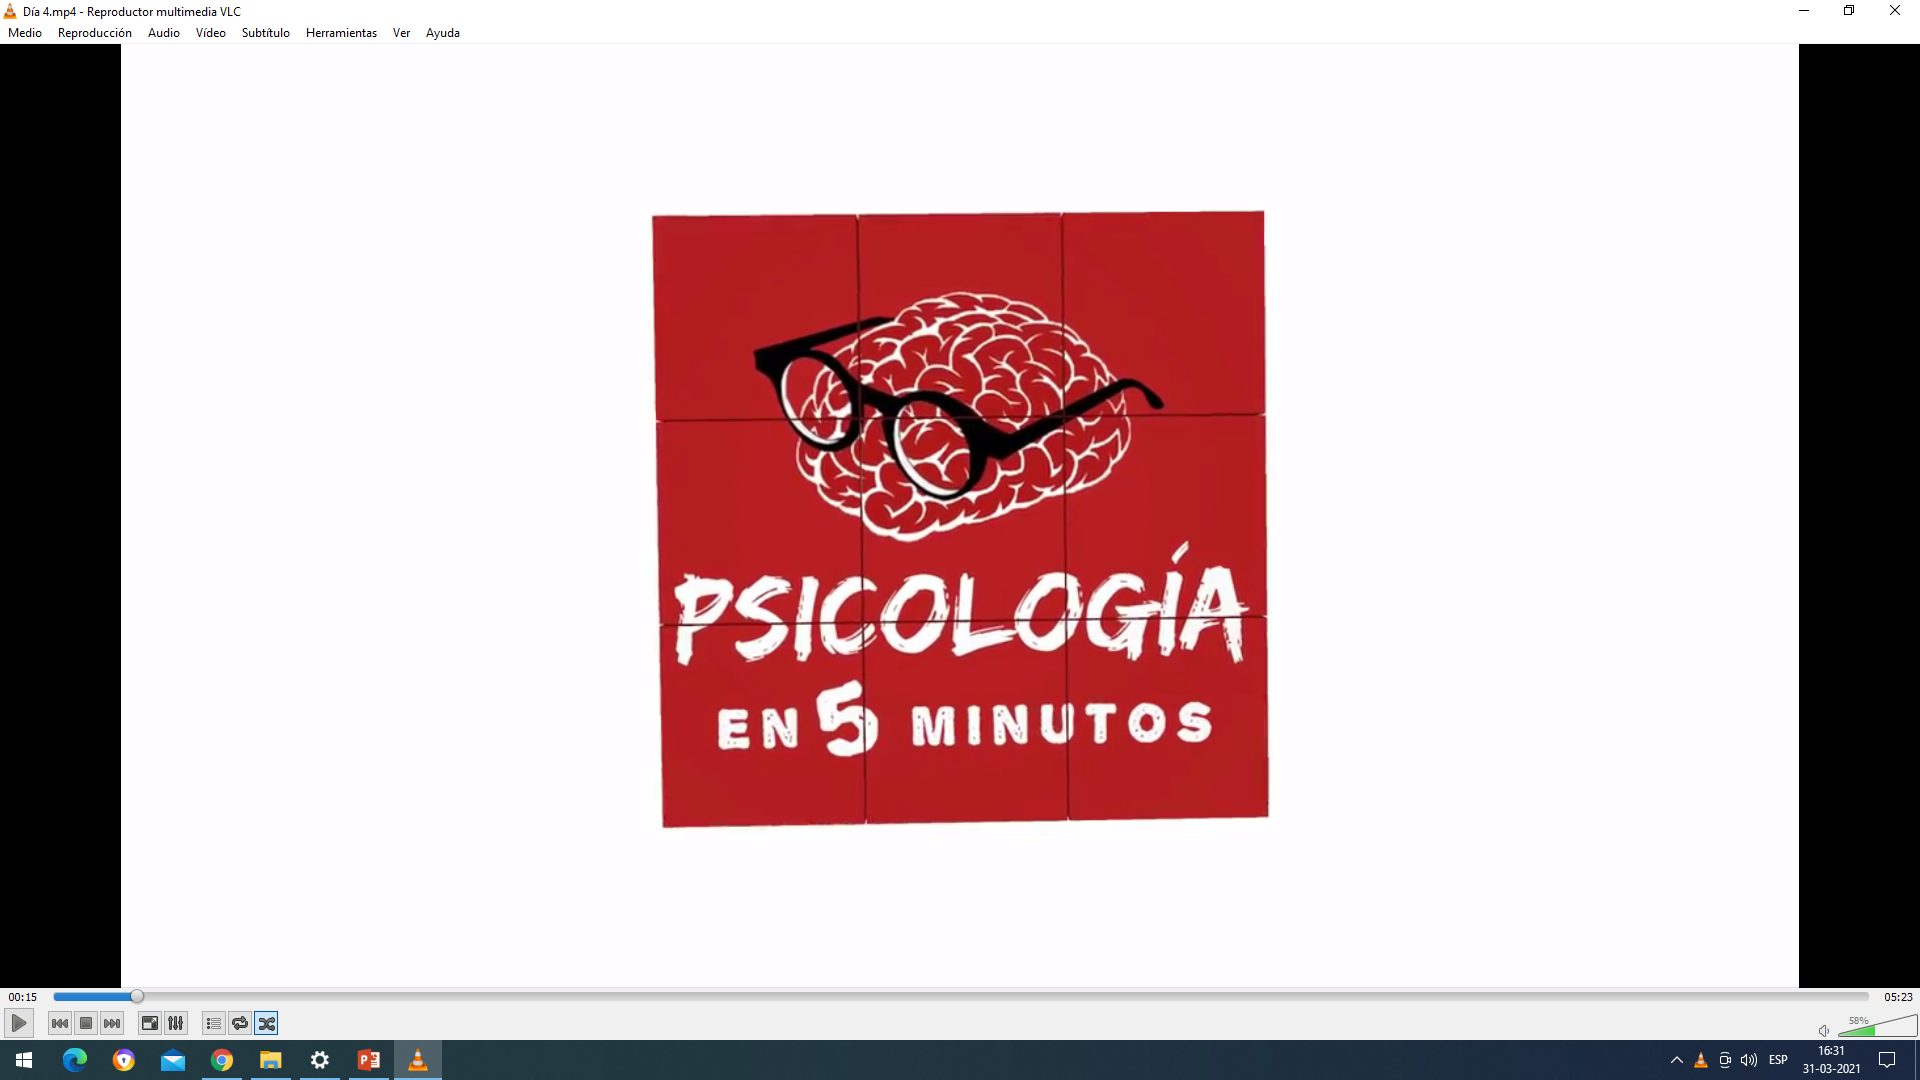 Día 4.mp4 - Reproductor multimedia VLC
Medio Reproducción Audio Vídeo Subtítulo Herramientas Ver Ayuda
PSICOLOGÍA
EN 5 MINUTOS
00:15
05:23
58%
ESP
16:31
31-03-2021